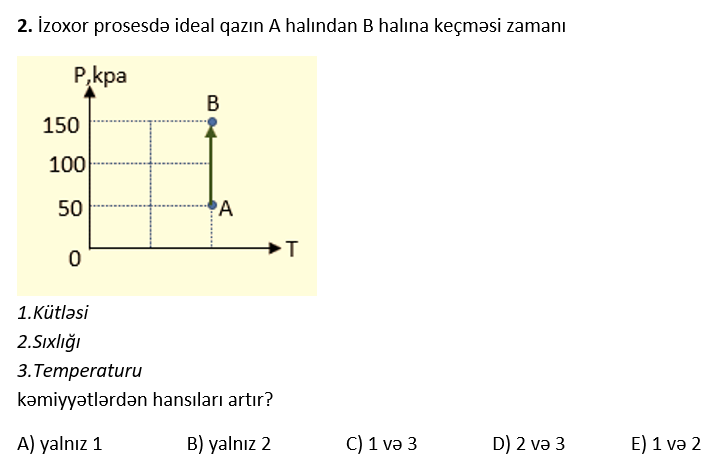 2. İzoxor prosesdə ideal qazın A halından B halına keçməsi zamanı
P,kpa
B
150
100
50
A
0
T
1.Kütləsi
2.Sıxlığı
3.Temperaturu
kəmiyyətlərdən hansıları artır?
A) yalnız 1 B) yalnız 2 C) 1 və 3 D) 2 və 3 E) 1 və 2